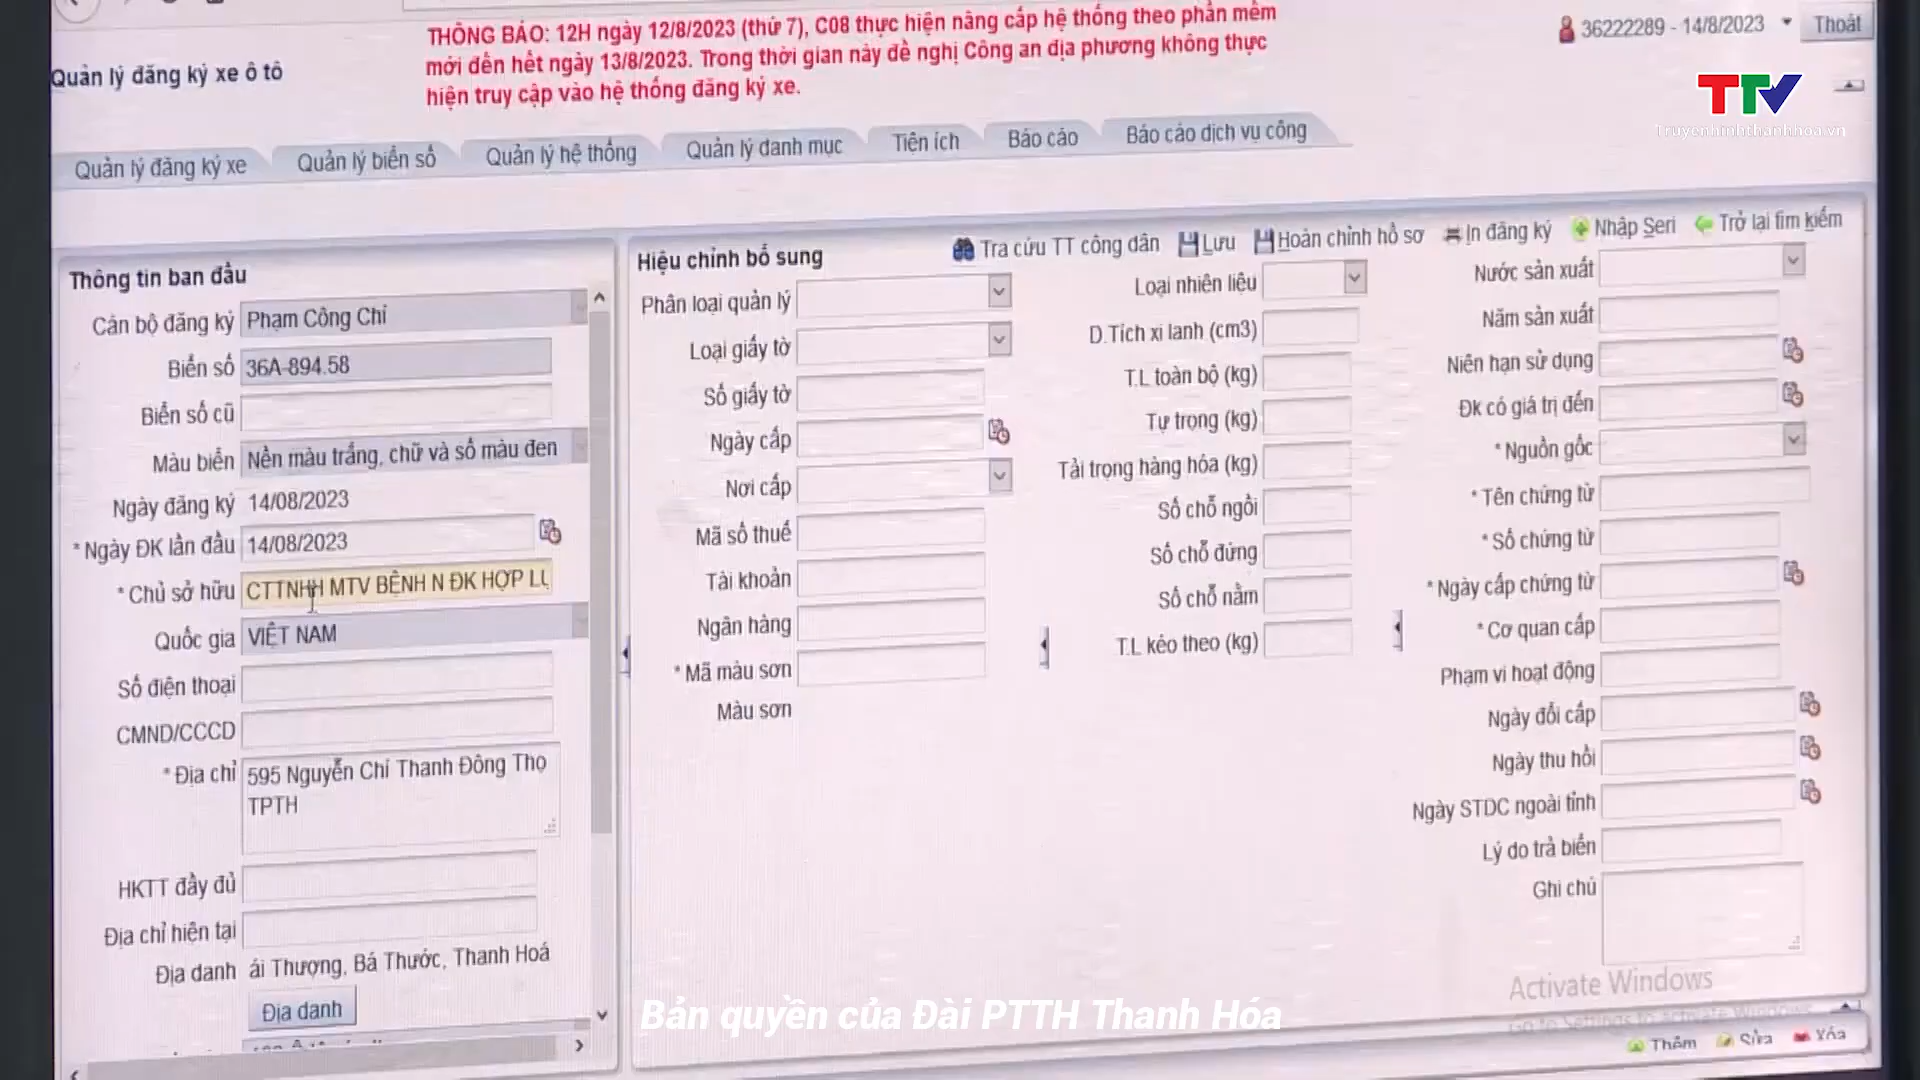 THÔNG BÁO: 12H ngày 12/8/2023 (thứ 7), C08 thực hiện nâng cấp hệ thống theo phần mềm
mới đến hết ngày 13/8/2023. Trong thời gian này đề nghị Công an địa phương không thực
hiện truy cập vào hệ thống đăng ký xe.
36222289 - 14/8/2023
Thoát
Quản lý đăng ký xe ô tô
TTV
Truyenhinhthanhhoa.vn
Quản lý đăng ký xe
Quản lý biển số
Quản lý hệ thống
Quản lý danh mục
Tiện ích
Báo cáo
Báo cáo dịch vụ công
Tra cứu TT công dân
Lưu
Hoàn chỉnh hồ sơ
In đăng ký
Nhập Seri
Trở lại tìm kiếm
Thông tin ban đầu
Cán bộ đăng ký Phạm Công Chí
Biển số 36A-894.58
Biển số cũ
Màu biển Nền màu trắng, chữ và số màu đen
Ngày đăng ký 14/08/2023
* Ngày ĐK lần đầu 14/08/2023
* Chủ sở hữu CTTNHH MTV BỆNH N ĐK HỢP LỰ
Quốc gia VIỆT NAM
Số điện thoại
CMND/CCCD
* Địa chỉ 595 Nguyễn Chí Thanh Đông Thọ
TPTH
HKTT đầy đủ
Địa chỉ hiện tại
Địa danh ái Thượng, Bá Thước, Thanh Hoá
Địa danh
Hiệu chỉnh bổ sung
Phân loại quản lý
Loại giấy tờ
Số giấy tờ
Ngày cấp
Nơi cấp
Mã số thuế
Tài khoản
Ngân hàng
* Mã màu sơn
Màu sơn
Loại nhiên liệu
D.Tích xi lanh (cm3)
T.L toàn bộ (kg)
Tự trọng (kg)
Tải trọng hàng hóa (kg)
Số chỗ ngồi
Số chỗ đứng
Số chỗ nằm
T.L kéo theo (kg)
Nước sản xuất
Năm sản xuất
Niên hạn sử dụng
Đk có giá trị đến
* Nguồn gốc
* Tên chứng từ
* Số chứng từ
* Ngày cấp chứng từ
* Cơ quan cấp
Phạm vi hoạt động
Ngày đổi cấp
Ngày thu hồi
Ngày STDC ngoài tỉnh
Lý do trả biển
Ghi chú
Activate Windows
Go to Settings to activate Windows.
Bản quyền của Đài PTTH Thanh Hóa
Thêm
Sửa
Xóa